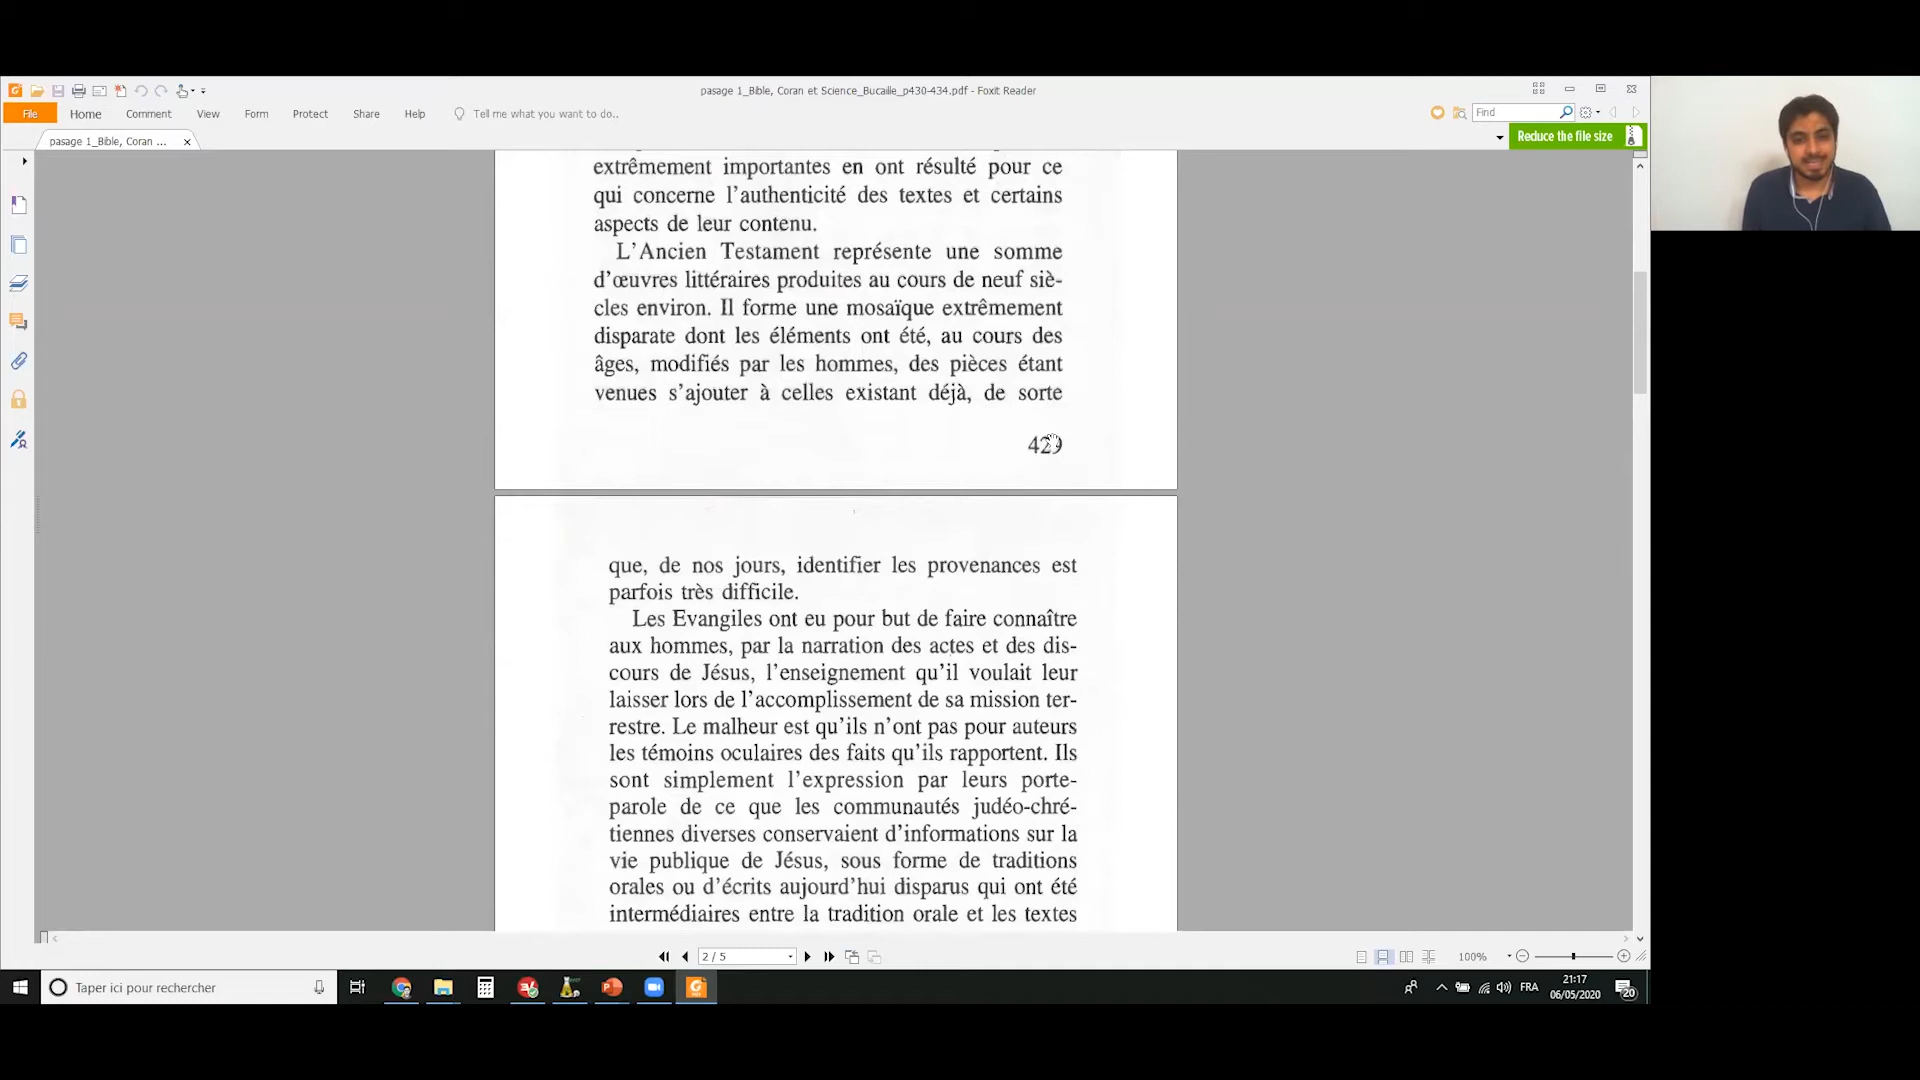 pasage 1_Bible, Coran et Science_Bucaille_p430-434.pdf - Foxit Reader
File Home Comment View Form Protect Share Help Tell me what you want to do.. Find
pasage 1_Bible, Coran ... Reduce the file size
extrêmement importantes en ont résulté pour ce
qui concerne l'authenticité des textes et certains
aspects de leur contenu.
L'Ancien Testament représente une somme
d'œuvres littéraires produites au cours de neuf siè-
cles environ. Il forme une mosaïque extrêmement
disparate dont les éléments ont été, au cours des
âges, modifiés par les hommes, des pièces étant
venues s'ajouter à celles existant déjà, de sorte
429
que, de nos jours, identifier les provenances est
parfois très difficile.
Les Evangiles ont eu pour but de faire connaître
aux hommes, par la narration des actes et des dis-
cours de Jésus, l'enseignement qu'il voulait leur
laisser lors de l'accomplissement de sa mission ter-
restre. Le malheur est qu'ils n'ont pas pour auteurs
les témoins oculaires des faits qu'ils rapportent. Ils
sont simplement l'expression par leurs porte-
parole de ce que les communautés judéo-chré-
tiennes diverses conservaient d'informations sur la
vie publique de Jésus, sous forme de traditions
orales ou d'écrits aujourd'hui disparus qui ont été
intermédiaires entre la tradition orale et les textes
2 / 5 100%
Taper ici pour rechercher FRA 21:17
06/05/2020 20